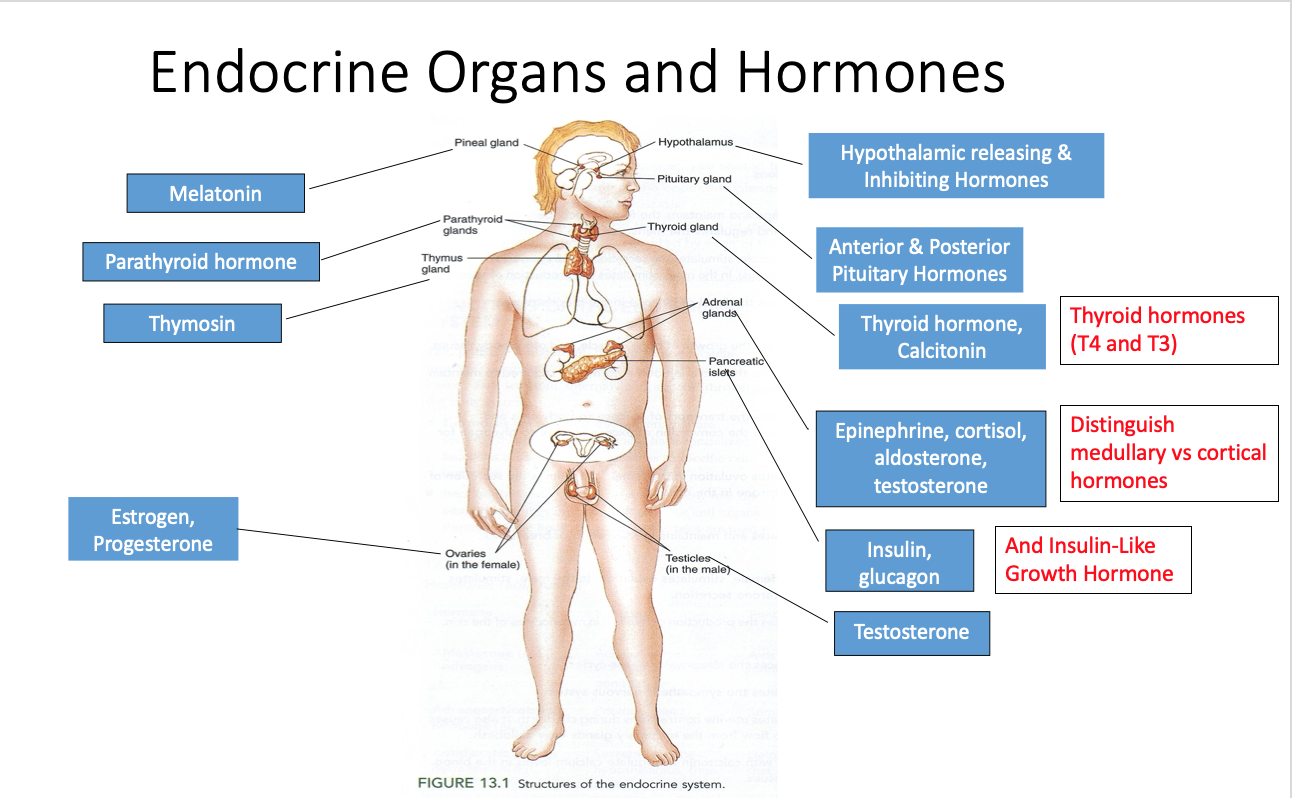 Endocrine Organs and Hormones
Pineal gland
Hypothalamus
Hypothalamic releasing &
Inhibiting Hormones
Melatonin
Pituitary gland
Parathyroid
glands
Thyroid gland
Anterior & Posterior
Pituitary Hormones
Parathyroid hormone
Thymus
gland
Thymosin
Adrenal
glands
Thyroid hormone,
Calcitonin
Thyroid hormones
(T4 and T3)
Pancreatic
islets
Epinephrine, cortisol,
aldosterone,
testosterone
Distinguish
medullary vs cortical
hormones
Estrogen,
Progesterone
Ovaries
(in the female)
Testicles
(in the male)
Insulin,
glucagon
And Insulin-Like
Growth Hormone
Testosterone
FIGURE 13.1 Structures of the endocrine system.